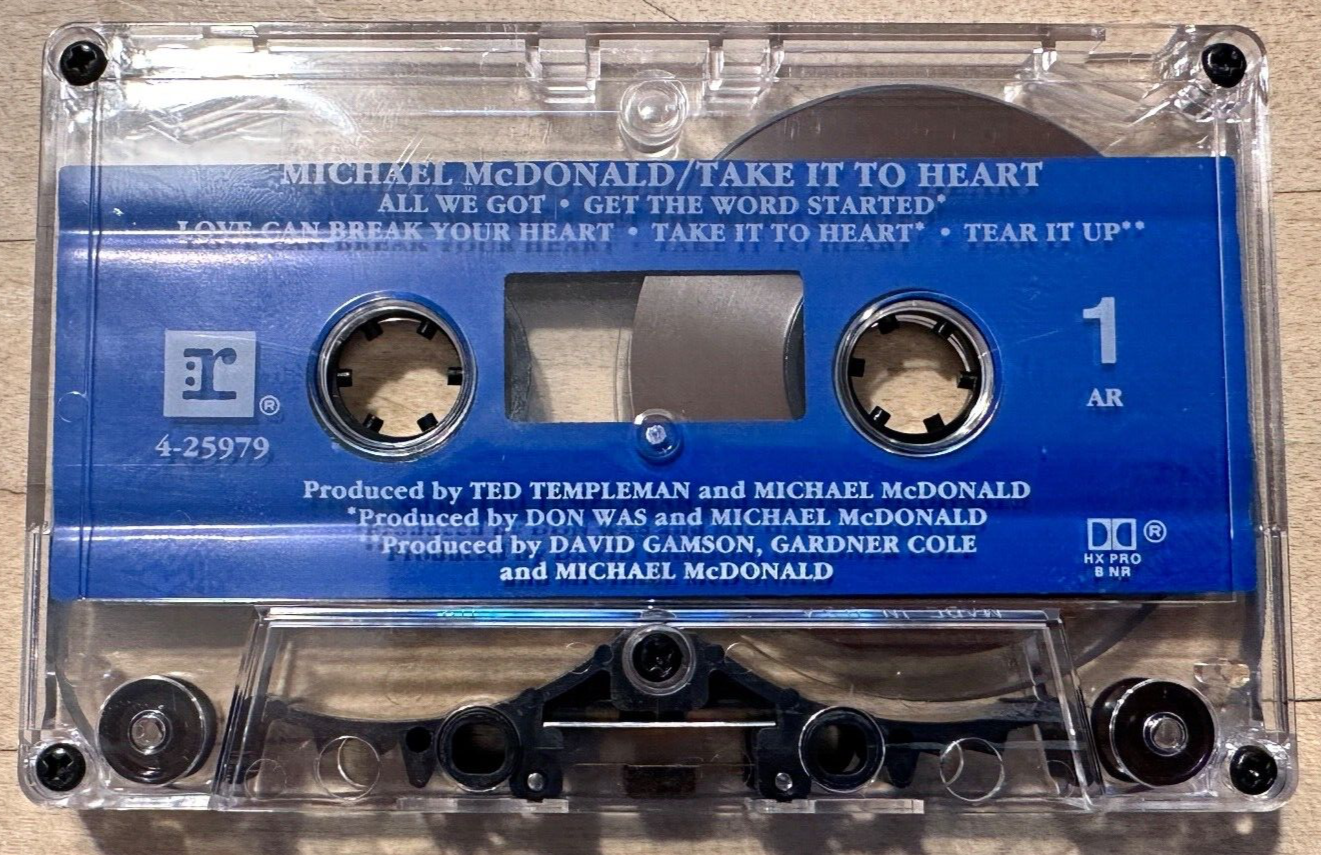 MICHAEL McDONALD/TAKE IT TO HEART
ALL WE GOT • GET THE WORD STARTED*
LOVE CAN BREAK YOUR HEART • TAKE IT TO HEART* • TEAR IT UP**
1
AR
r®
4-25979
Produced by TED TEMPLEMAN and MICHAEL McDONALD
*Produced by DON WAS and MICHAEL McDONALD
**Produced by DAVID GAMSON, GARDNER COLE
and MICHAEL McDONALD
®
HX PRO
B NR